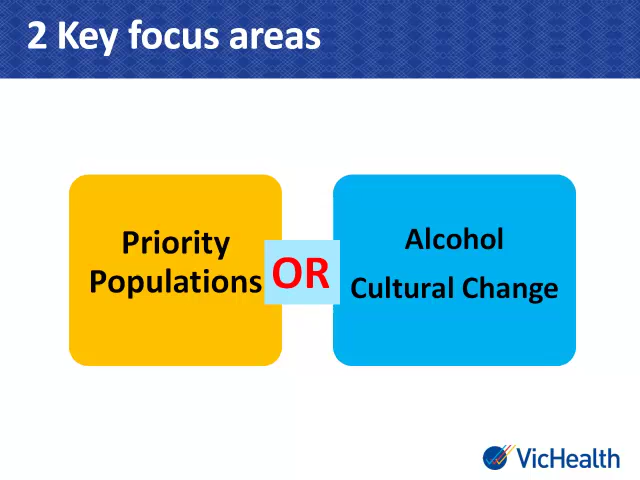 2 Key focus areas
Priority
Populations
OR
Alcohol
Cultural Change
VicHealth